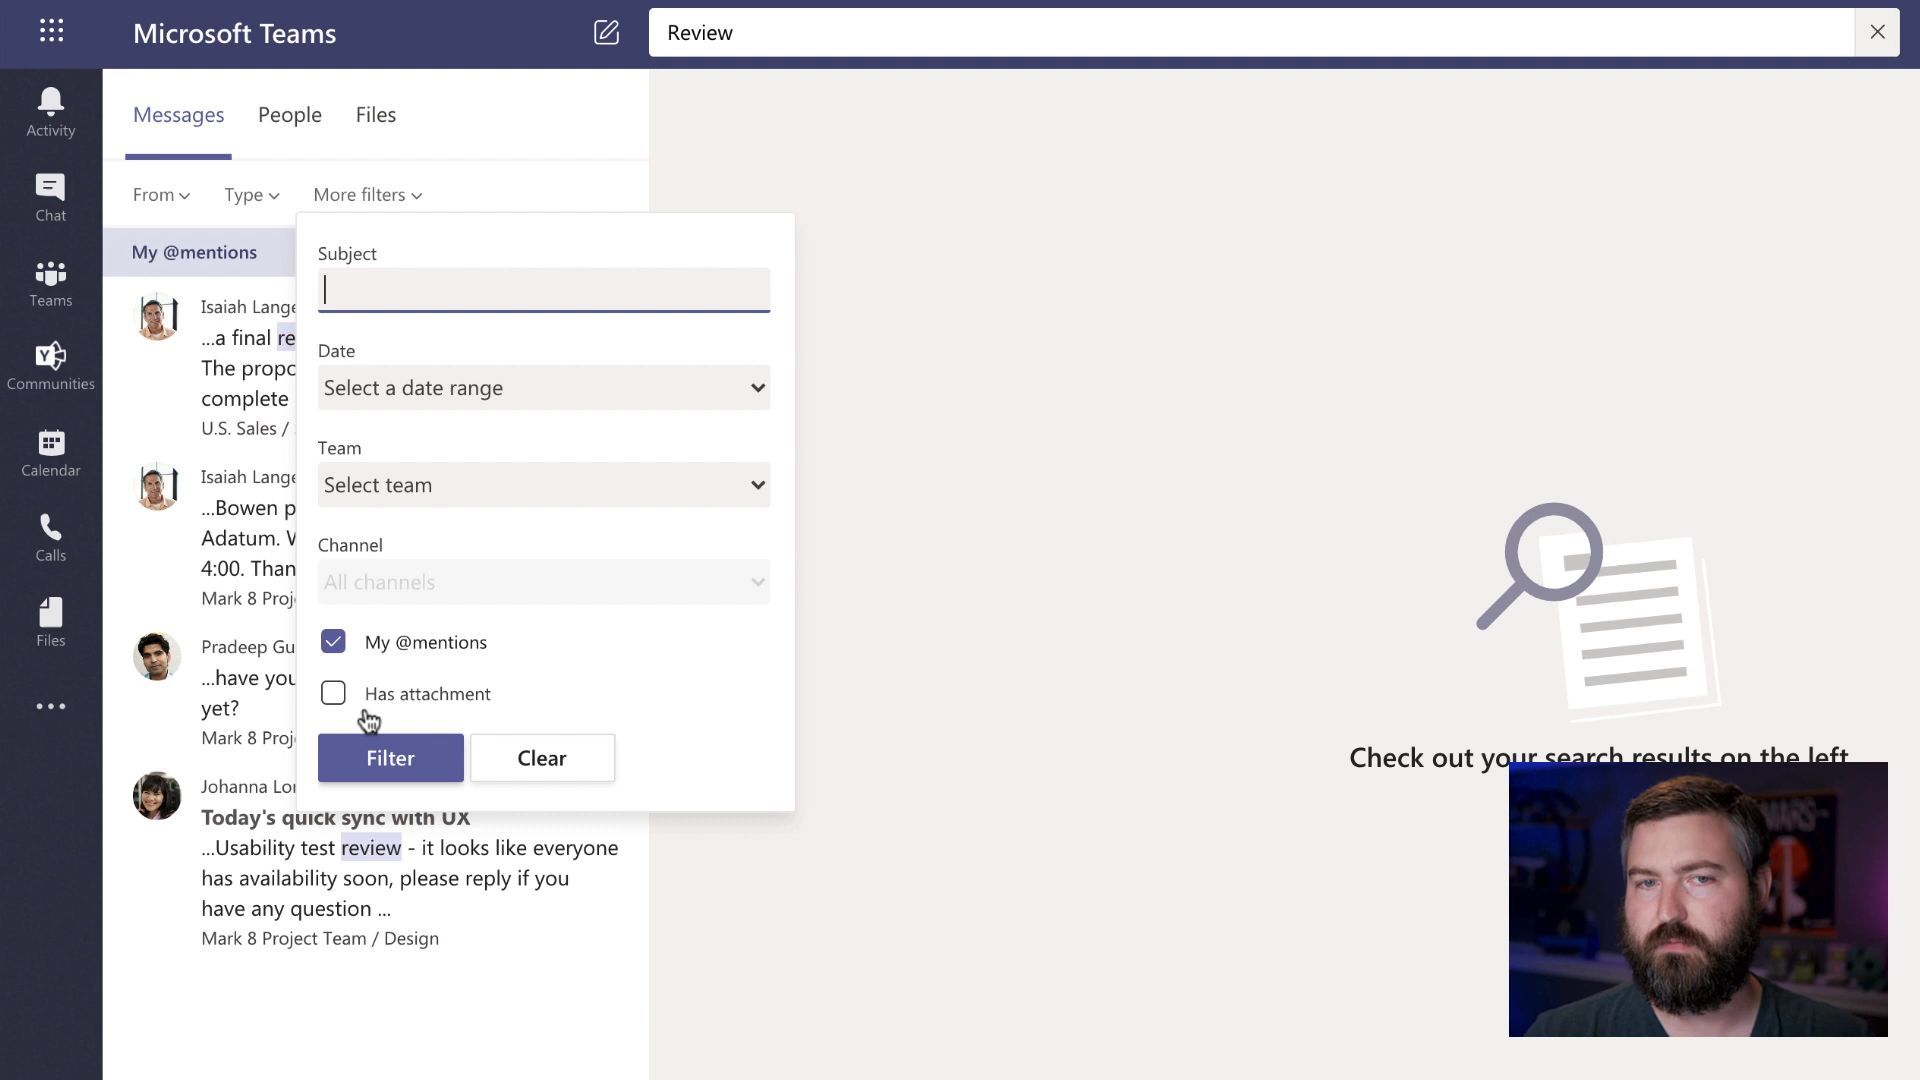 Microsoft Teams
Review
Activity
Chat
Teams
Communities
Calendar
Calls
Files
Messages
People
Files
From
Type
More filters
My @mentions
Isaiah Lange
...a final re
The propo
complete
U.S. Sales /
Isaiah Lange
...Bowen p
Adatum. W
4:00. Than
Mark 8 Proj
Pradeep Gu
...have you
yet?
Mark 8 Proj
Johanna Lor
Today's quick sync with UX
...Usability test review - it looks like everyone
has availability soon, please reply if you
have any question ...
Mark 8 Project Team / Design
Subject
Date
Select a date range
Team
Select team
Channel
All channels
My @mentions
Has attachment
Filter
Clear
Check out your search results on the left